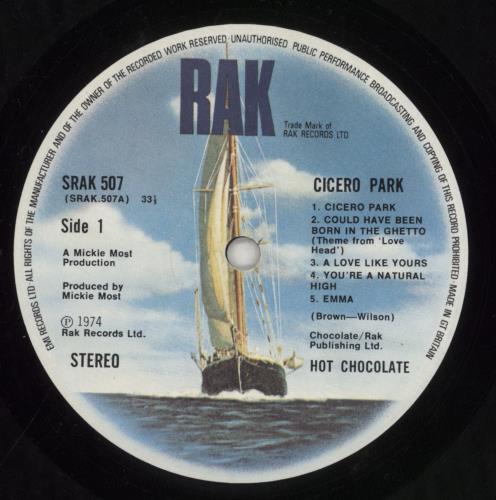 EMI RECORDS LTD ALL RIGHTS OF THE MANUFACTURER AND OF THE OWNER OF THE RECORDED WORK RESERVED UNAUTHORISED PUBLIC PERFORMANCE BROADCASTING AND COPYING OF THIS RECORD PROHIBITED MADE IN GT BRITAIN
RAK
Trade Mark of
RAK RECORDS LTD
SRAK 507
(SRAK.507A) 33⅓
Side 1
A Mickie Most
Production
Produced by
Mickie Most
℗ 1974
Rak Records Ltd.
STEREO
CICERO PARK
1. CICERO PARK
2. COULD HAVE BEEN
BORN IN THE GHETTO
(Theme from 'Love
Head')
3. A LOVE LIKE YOURS
4. YOU'RE A NATURAL
HIGH
5. EMMA
(Brown—Wilson)
Chocolate/Rak
Publishing Ltd.
HOT CHOCOLATE